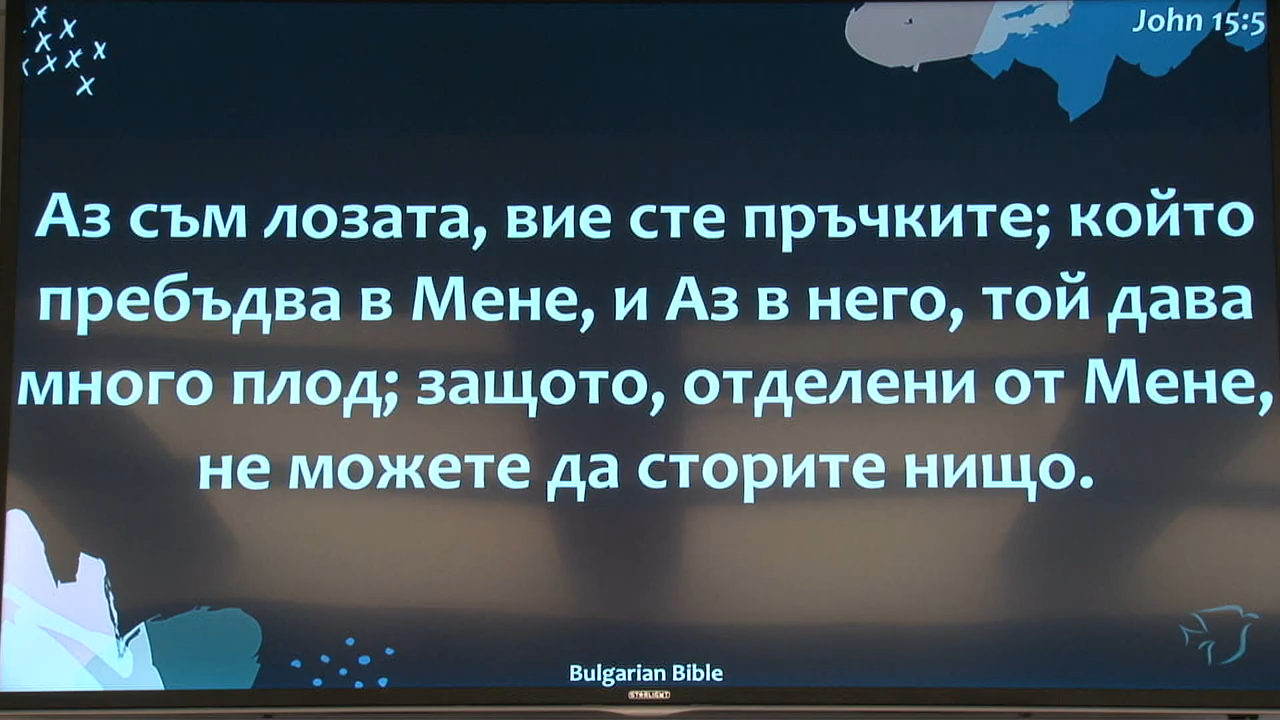 John 15:5
Аз съм лозата, вие сте пръчките; който
пребъдва в Мене, и Аз в него, той дава
много плод; защото, отделени от Мене,
не можете да сторите нищо.
Bulgarian Bible
STARLIGHT